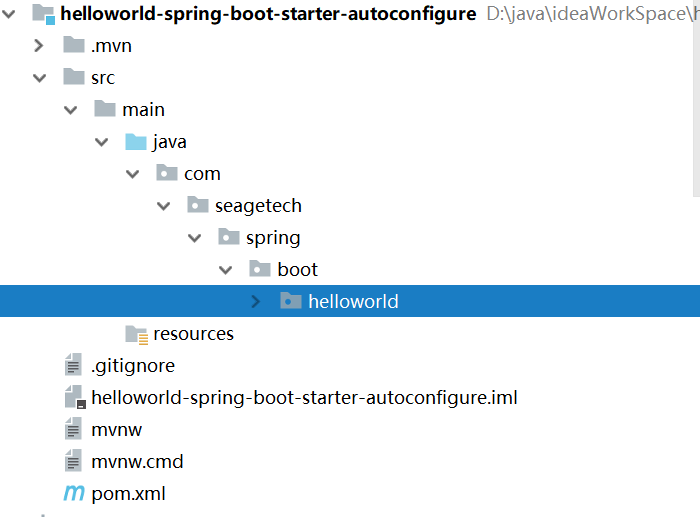 helloworld-spring-boot-starter-autoconfigure D:\java\ideaWorkSpace\h
.mvn
src
main
java
com
seagetech
spring
boot
helloworld
resources
.gitignore
helloworld-spring-boot-starter-autoconfigure.iml
mvnw
mvnw.cmd
pom.xml